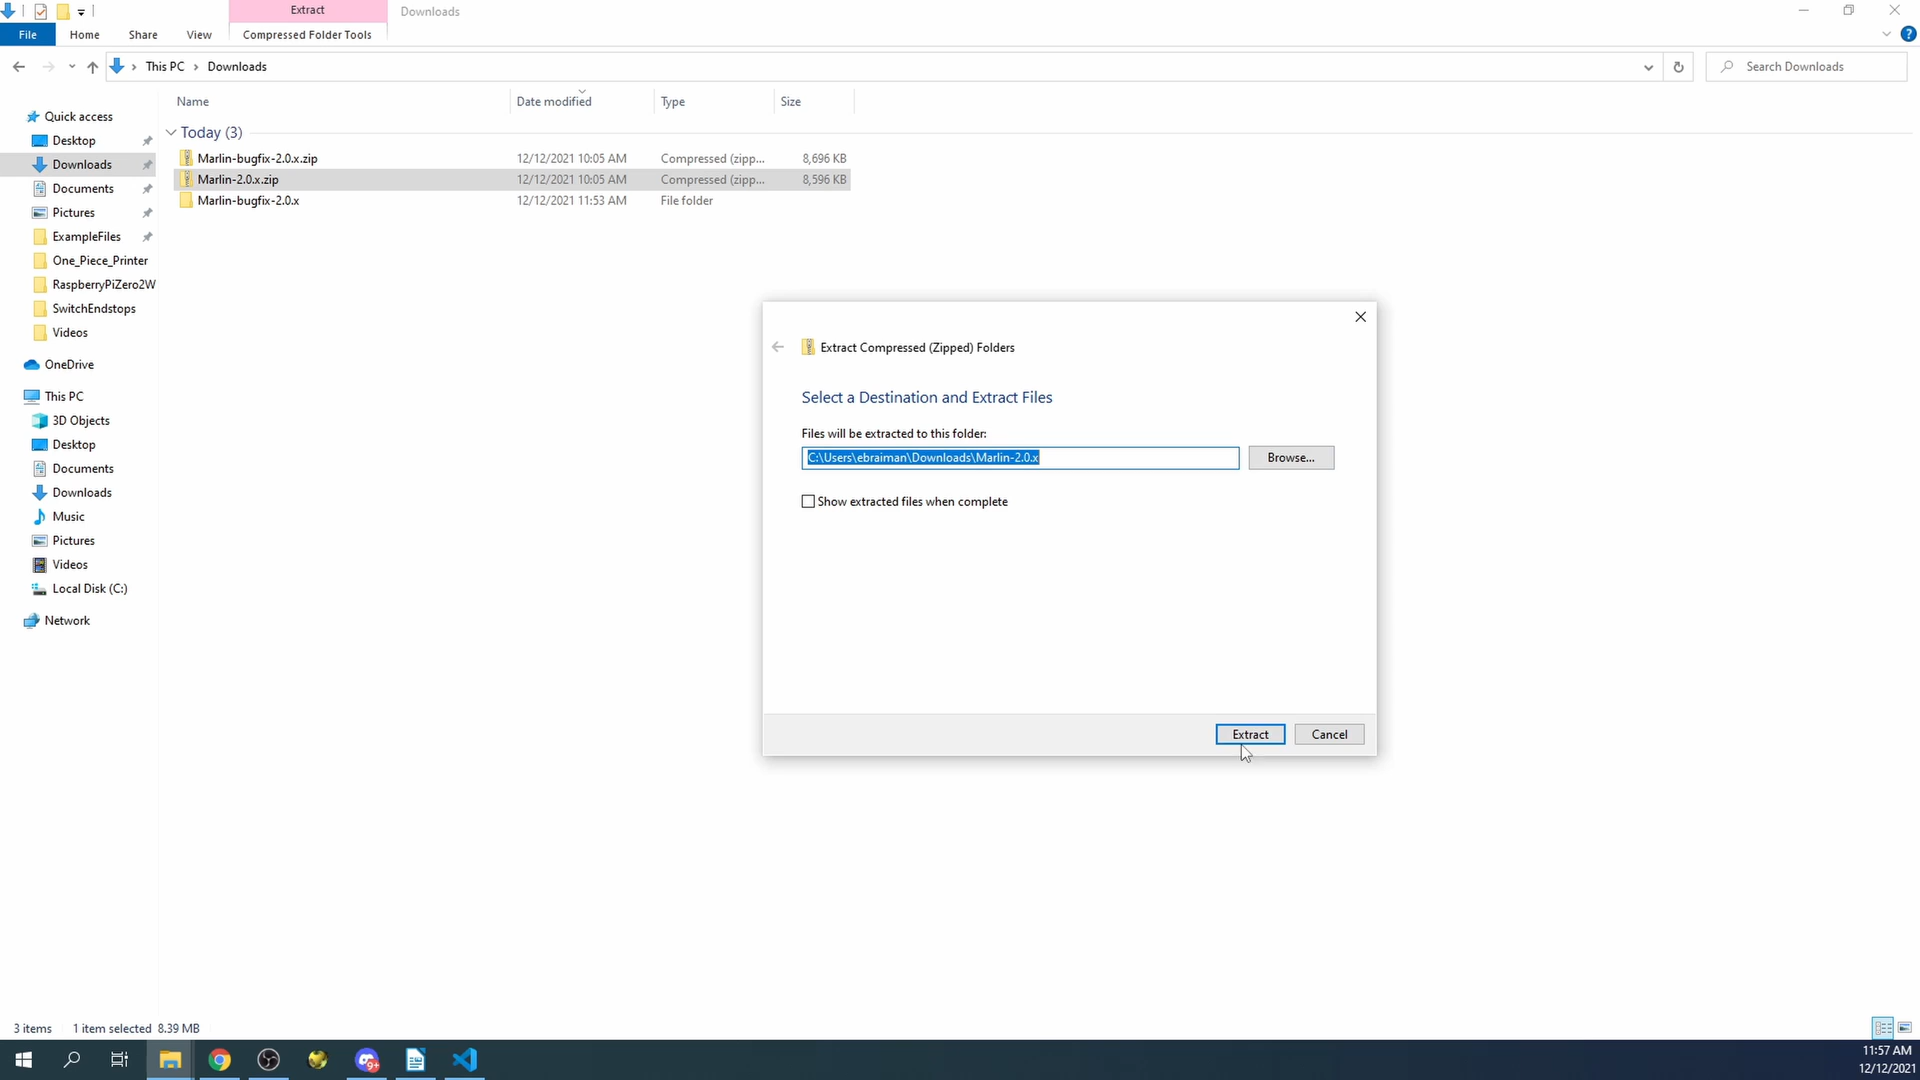 Extract
Downloads
File
Home
Share
View
Compressed Folder Tools
?
This PC
Downloads
Search Downloads
Name
Date modified
Type
Size
Quick access
Desktop
Downloads
Documents
Pictures
ExampleFiles
One_Piece_Printer
RaspberryPiZero2W
SwitchEndstops
Videos
OneDrive
This PC
3D Objects
Desktop
Documents
Downloads
Music
Pictures
Videos
Local Disk (C:)
Network
Today (3)
Marlin-bugfix-2.0.x.zip 12/12/2021 10:05 AM Compressed (zipp... 8,696 KB
Marlin-2.0.x.zip 12/12/2021 10:05 AM Compressed (zipp... 8,596 KB
Marlin-bugfix-2.0.x 12/12/2021 11:53 AM File folder
Extract Compressed (Zipped) Folders
Select a Destination and Extract Files
Files will be extracted to this folder:
C:\Users\ebraiman\Downloads\Marlin-2.0.x
Browse...
Show extracted files when complete
Extract
Cancel
3 items 1 item selected 8.39 MB
9+
11:57 AM
12/12/2021